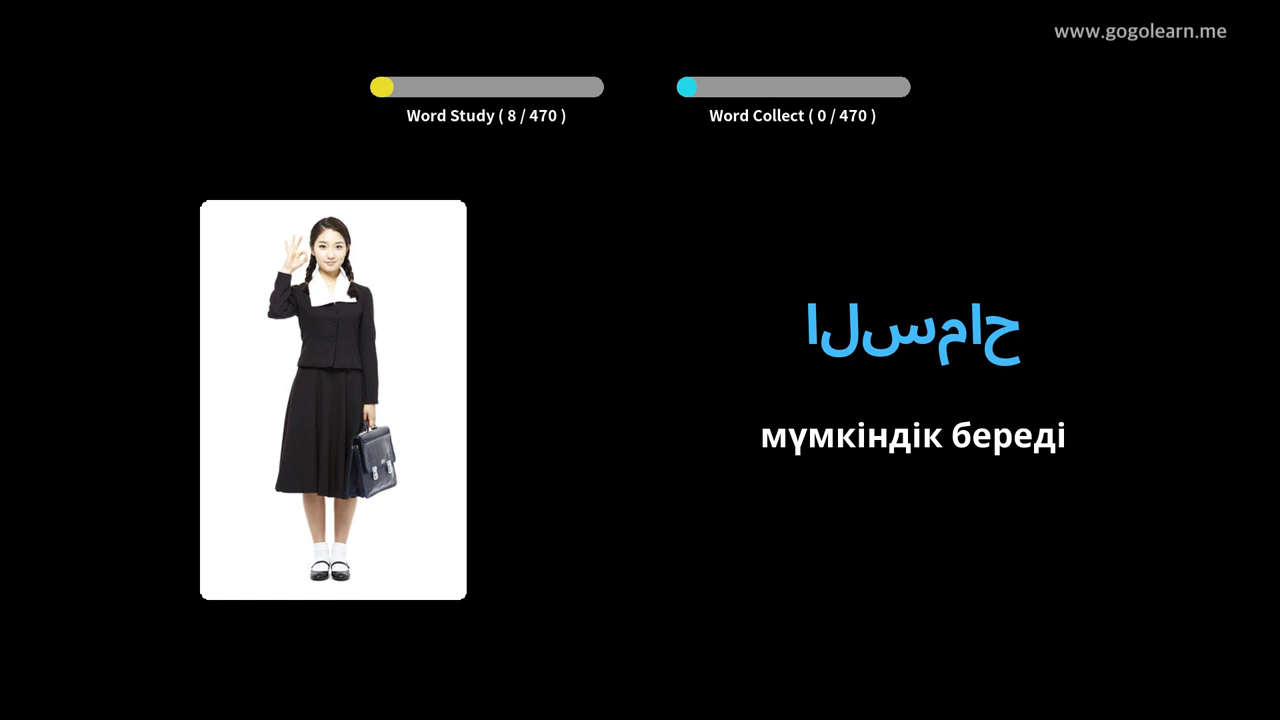 www.gogolearn.me
Word Study ( 8 / 470 )
Word Collect ( 0 / 470 )
السماح
мүмкіндік береді